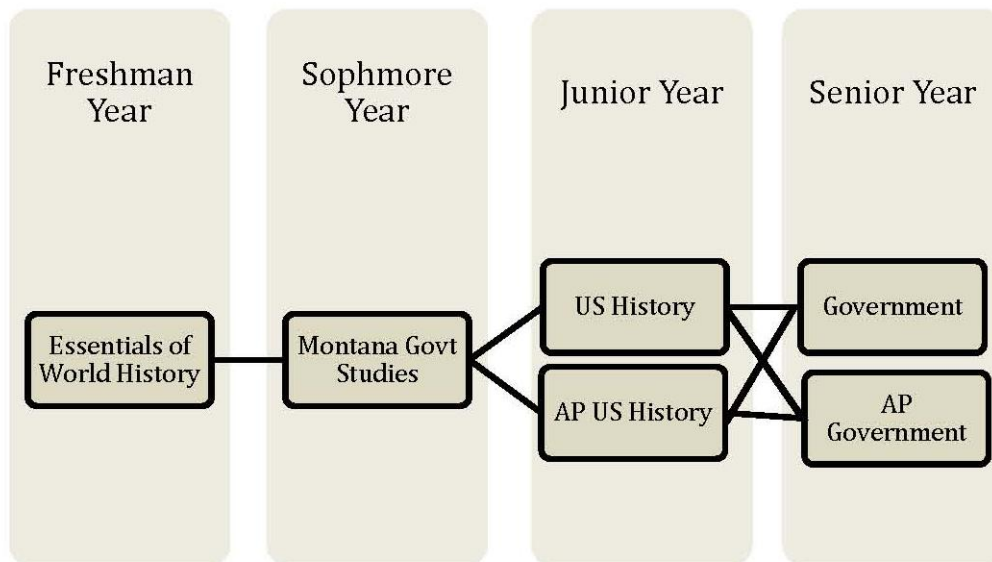 Freshman
Year
Sophmore
Year
Junior Year
Senior Year
Essentials of
World History
Montana Govt
Studies
US History
AP US History
Government
AP
Government